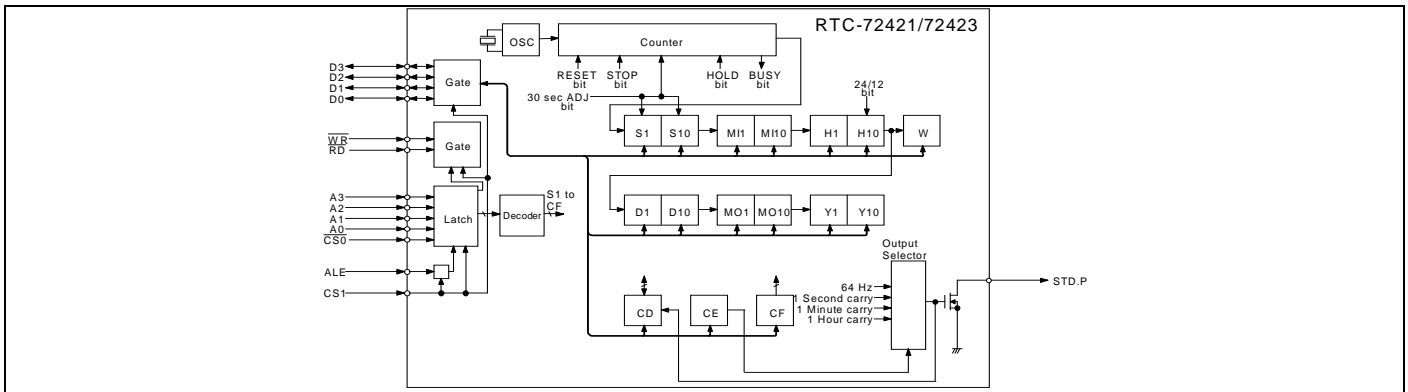 RTC-72421/72423
OSC
Counter
D3
D2
D1
D0
Gate
RESET
bit
STOP
bit
HOLD
bit
BUSY
bit
30 sec ADJ
bit
24/12
bit
WR
RD
Gate
S1 S10 MI1 MI10 H1 H10 W
A3
A2
A1
A0
CS0
Latch
Decoder
S1 to
CF
D1 D10 MO1 MO10 Y1 Y10
ALE
CS1
Output
Selector
64 Hz
1 Second carry
1 Minute carry
1 Hour carry
CD CE CF
STD.P